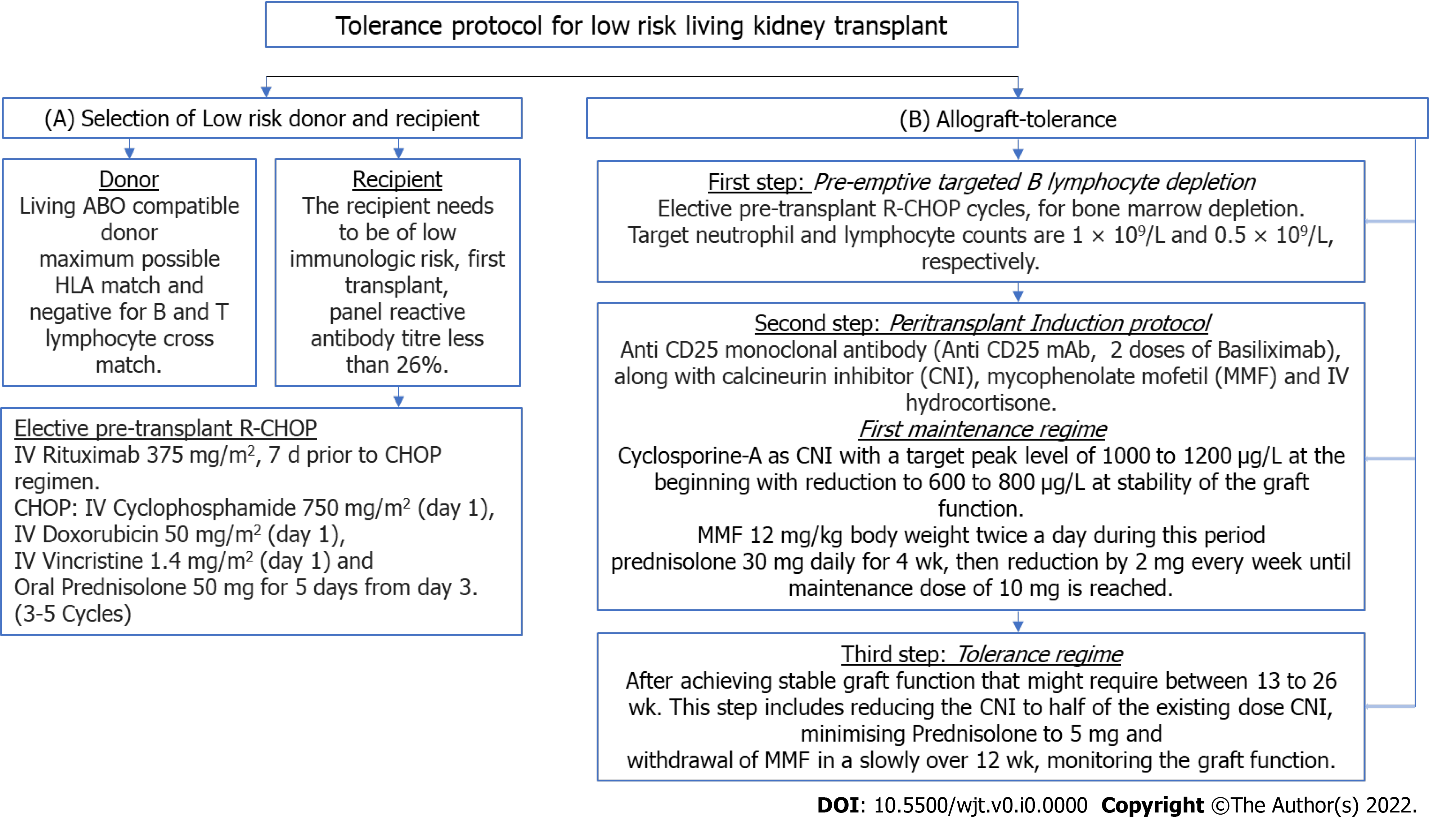 Tolerance protocol for low risk living kidney transplant
(A) Selection of Low risk donor and recipient
Donor
Living ABO compatible
donor
maximum possible
HLA match and
negative for B and T
lymphocyte cross
match.
Recipient
The recipient needs
to be of low
immunologic risk, first
transplant,
panel reactive
antibody titre less
than 26%.
Elective pre-transplant R-CHOP
IV Rituximab 375 mg/m², 7 d prior to CHOP
regimen.
CHOP: IV Cyclophosphamide 750 mg/m² (day 1),
IV Doxorubicin 50 mg/m² (day 1),
IV Vincristine 1.4 mg/m² (day 1) and
Oral Prednisolone 50 mg for 5 days from day 3.
(3-5 Cycles)
(B) Allograft-tolerance
First step: Pre-emptive targeted B lymphocyte depletion
Elective pre-transplant R-CHOP cycles, for bone marrow depletion.
Target neutrophil and lymphocyte counts are 1 × 10⁹/L and 0.5 × 10⁹/L,
respectively.
Second step: Peritransplant Induction protocol
Anti CD25 monoclonal antibody (Anti CD25 mAb, 2 doses of Basiliximab),
along with calcineurin inhibitor (CNI), mycophenolate mofetil (MMF) and IV
hydrocortisone.
First maintenance regime
Cyclosporine-A as CNI with a target peak level of 1000 to 1200 µg/L at the
beginning with reduction to 600 to 800 µg/L at stability of the graft
function.
MMF 12 mg/kg body weight twice a day during this period
prednisolone 30 mg daily for 4 wk, then reduction by 2 mg every week until
maintenance dose of 10 mg is reached.
Third step: Tolerance regime
After achieving stable graft function that might require between 13 to 26
wk. This step includes reducing the CNI to half of the existing dose CNI,
minimising Prednisolone to 5 mg and
withdrawal of MMF in a slowly over 12 wk, monitoring the graft function.
DOI: 10.5500/wjt.v0.i0.0000 Copyright ©The Author(s) 2022.